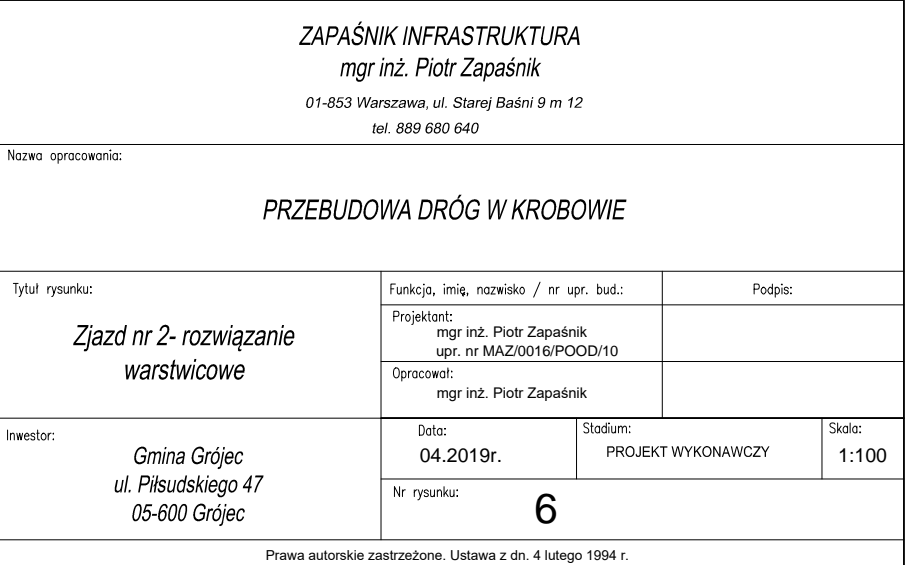 ZAPAŚNIK INFRASTRUKTURA
mgr inż. Piotr Zapaśnik
01-853 Warszawa, ul. Starej Baśni 9 m 12
tel. 889 680 640
Nazwa opracowania:
PRZEBUDOWA DRÓG W KROBOWIE
Tytuł rysunku:
Zjazd nr 2- rozwiązanie
warstwicowe
Funkcja, imię, nazwisko / nr upr. bud.:
Podpis:
Projektant:
mgr inż. Piotr Zapaśnik
upr. nr MAZ/0016/POOD/10
Opracował:
mgr inż. Piotr Zapaśnik
Inwestor:
Gmina Grójec
ul. Piłsudskiego 47
05-600 Grójec
Data:
04.2019r.
Stadium:
PROJEKT WYKONAWCZY
Skala:
1:100
Nr rysunku:
6
Prawa autorskie zastrzeżone. Ustawa z dn. 4 lutego 1994 r.